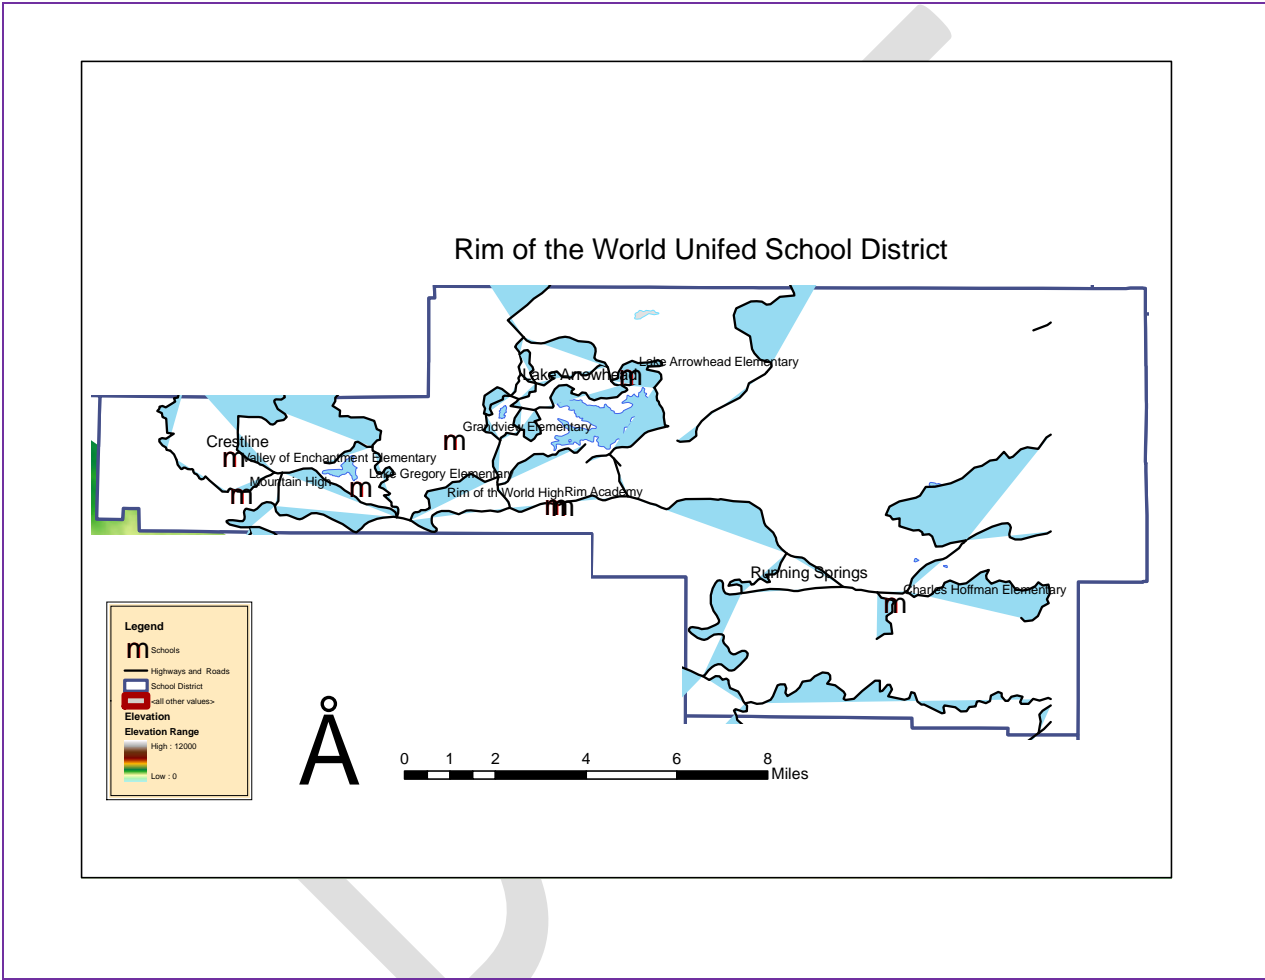 Rim of the World Unifed School District
Lake Arrowhead Elementary
m
Lake Arrowhead
Grandview Elementary
m
Crestline
m
Valley of Enchantment Elementary
Lake Gregory Elementary
m
Mountain High
m
Rim of th World High
Rim Academy
m
m
Running Springs
Charles Hoffman Elementary
m
Legend
m Schools
Highways and Roads
School District
<all other values>
Elevation
Elevation Range
High : 12000
Low : 0
Å
0 1 2 4 6 8
Miles